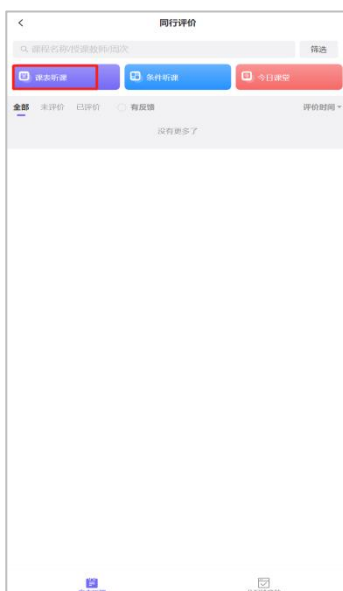 同行评价
课程名称/授课教师/周次
筛选
课表听课
条件听课
今日课堂
全部 未评价 已评价 有反馈 评价时间
没有更多了